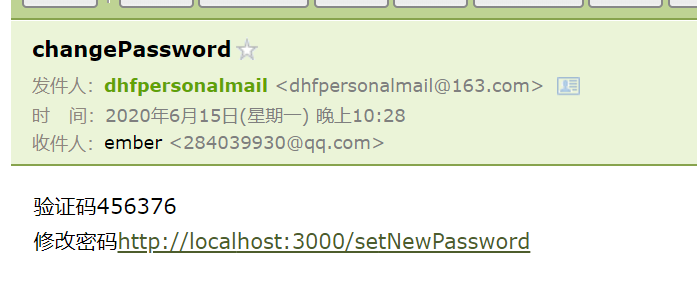 changePassword
发件人：dhfpersonalmail <dhfpersonalmail@163.com>
时　间：2020年6月15日(星期一) 晚上10:28
收件人：ember <284039930@qq.com>
验证码456376
修改密码http://localhost:3000/setNewPassword